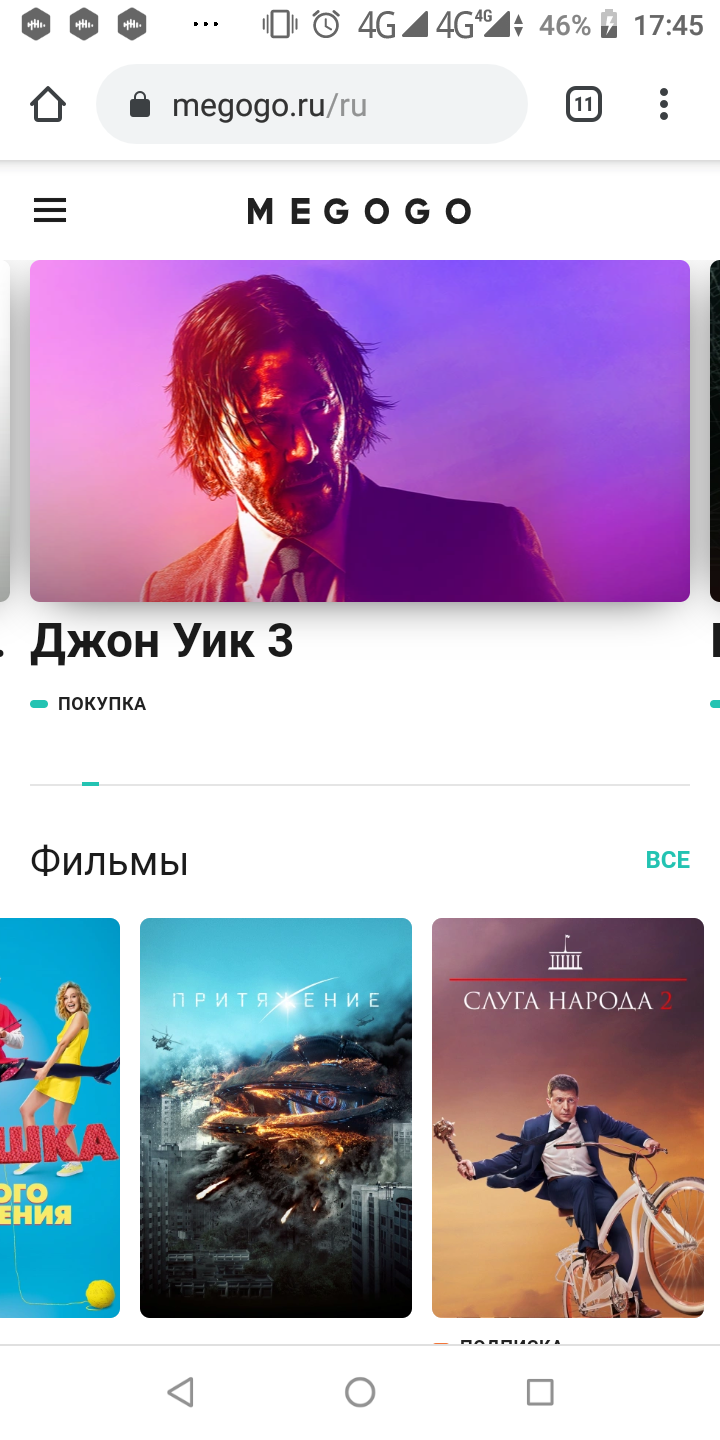 4G 4G 4G 46% 17:45
megogo.ru/ru
11
MEGOGO
Джон Уик 3
ПОКУПКА
Фильмы
ВСЕ
ПРИТЯЖЕНИЕ
СЛУГА НАРОДА 2
ШКА
ОГО
ЕНИЯ
ПОДПИСКА